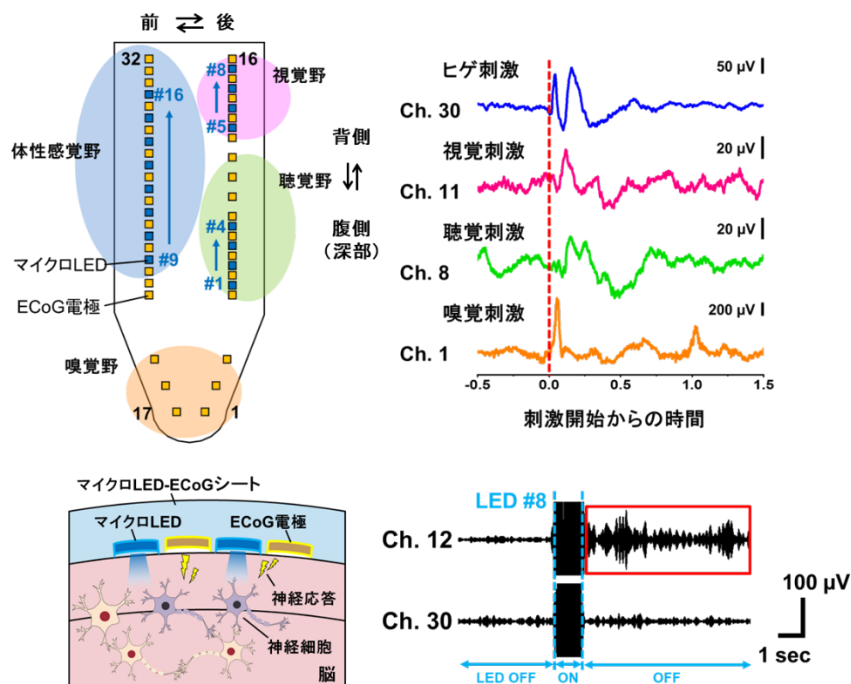 前 ⇄ 後
32
16
#8
視覚野
#16
#5
体性感覚野
背側
聴覚野
腹側
（深部）
#4
マイクロLED
#9
#1
ECoG電極
嗅覚野
17
1
ヒゲ刺激
50 μV
Ch. 30
視覚刺激
20 μV
Ch. 11
聴覚刺激
20 μV
Ch. 8
嗅覚刺激
200 μV
Ch. 1
-0.5 0.0 0.5 1.0 1.5
刺激開始からの時間
マイクロLED-ECoGシート
マイクロLED
ECoG電極
神経応答
神経細胞
脳
LED #8
Ch. 12
Ch. 30
100 μV
1 sec
LED OFF
ON
OFF